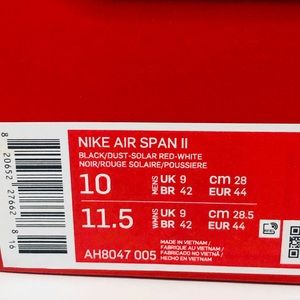 NIKE AIR SPAN II
BLACK/DUST-SOLAR RED-WHITE
NOIR/ROUGE SOLAIRE/POUSSIERE
10 MENS UK 9 CM 28
BR 42 EUR 44
11.5 WMNS UK 9 CM 28.5
BR 42 EUR 44
AH8047 005
MADE IN VIETNAM /
FABRIQUE AU VIETNAM /
FABRICADO NO VIETNÃ /
HECHO EN VIETNAM
8 20652 27662 8